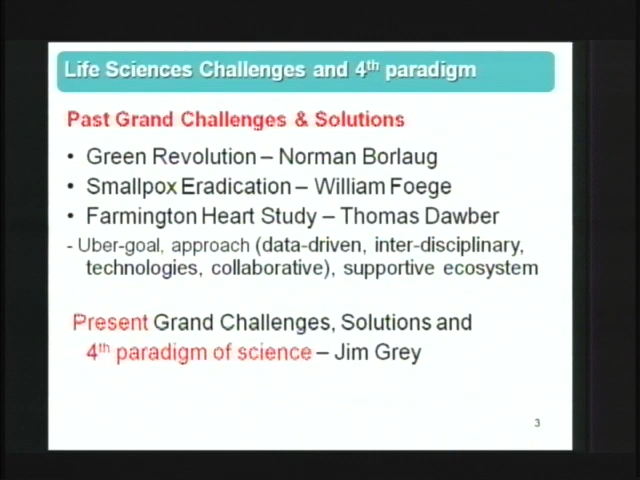 Life Sciences Challenges and 4th paradigm
Past Grand Challenges & Solutions
• Green Revolution – Norman Borlaug
• Smallpox Eradication – William Foege
• Farmington Heart Study – Thomas Dawber
- Uber-goal, approach (data-driven, inter-disciplinary,
technologies, collaborative), supportive ecosystem
Present Grand Challenges, Solutions and
4th paradigm of science – Jim Grey
3